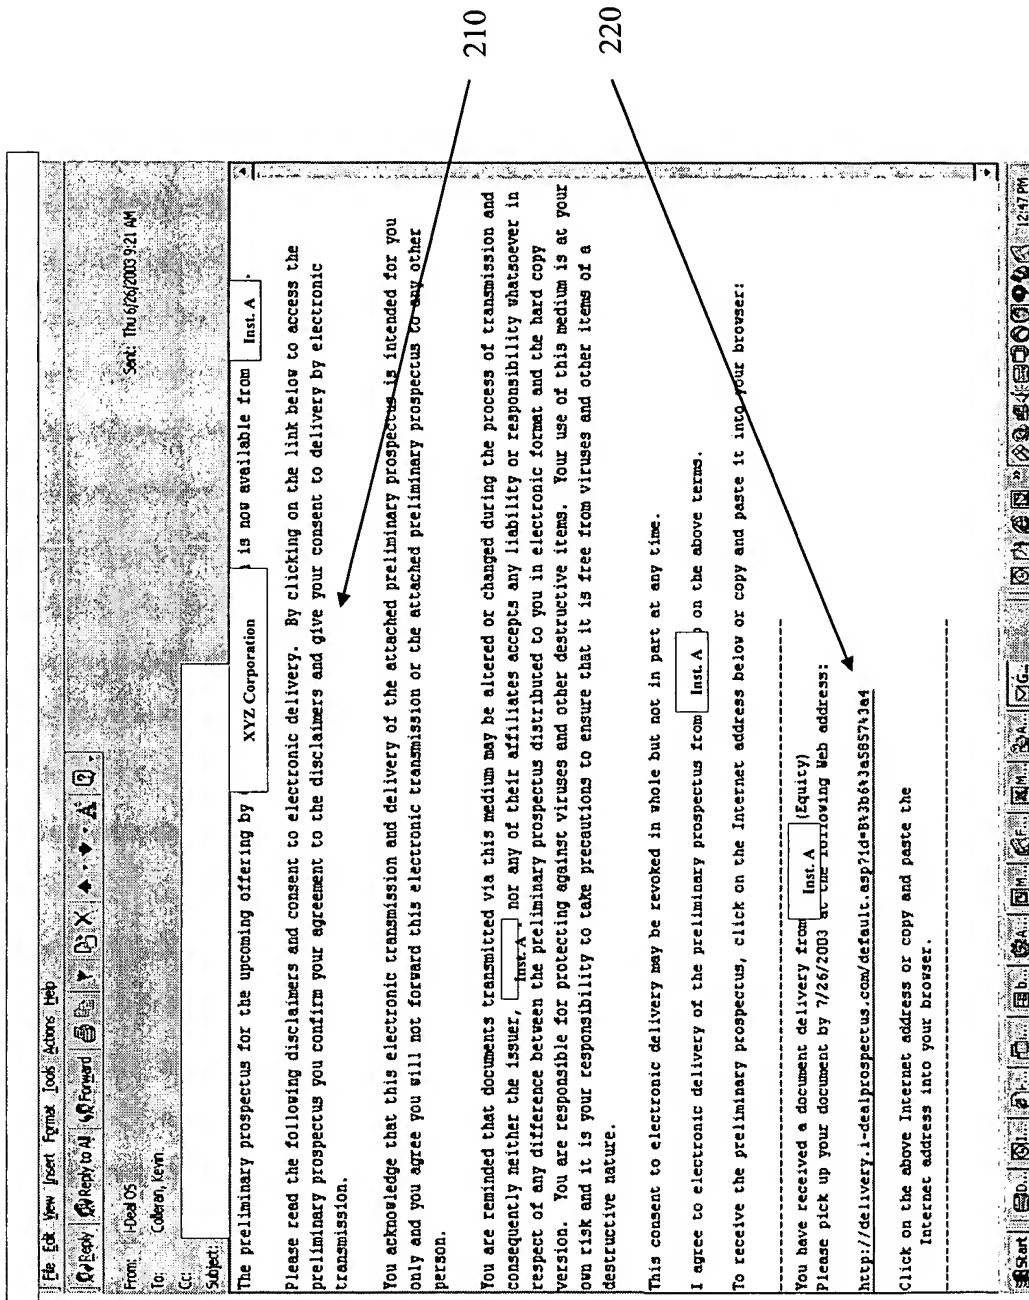 File Edit View Insert Format Tools Actions Help
Reply Reply to All Forward
From: I-Deal OS
Sent: Thu 6/26/2003 9:21 AM
To: Colleran, Kevin
Cc:
Subject:
The preliminary prospectus for the upcoming offering by XYZ Corporation is now available from Inst. A.
Please read the following disclaimers and consent to electronic delivery. By clicking on the link below to access the
preliminary prospectus you confirm your agreement to the disclaimers and give your consent to delivery by electronic
transmission.
You acknowledge that this electronic transmission and delivery of the attached preliminary prospectus is intended for you
only and you agree you will not forward this electronic transmission or the attached preliminary prospectus to any other
person.
You are reminded that documents transmitted via this medium may be altered or changed during the process of transmission and
consequently neither the issuer, Inst. A nor any of their affiliates accepts any liability or responsibility whatsoever in
respect of any difference between the preliminary prospectus distributed to you in electronic format and the hard copy
version. You are responsible for protecting against viruses and other destructive items. Your use of this medium is at your
own risk and it is your responsibility to take precautions to ensure that it is free from viruses and other items of a
destructive nature.
This consent to electronic delivery may be revoked in whole but not in part at any time.
I agree to electronic delivery of the preliminary prospectus from Inst. A on the above terms.
To receive the preliminary prospectus, click on the Internet address below or copy and paste it into your browser:
You have received a document delivery from Inst. A (Equity)
Please pick up your document by 7/26/2003 at the following Web address:
http://delivery.i-dealprospectus.com/default.asp?id=B%3b6%3a5857%3a4
Click on the above Internet address or copy and paste the
Internet address into your browser.
Start
12:47 PM
210
220